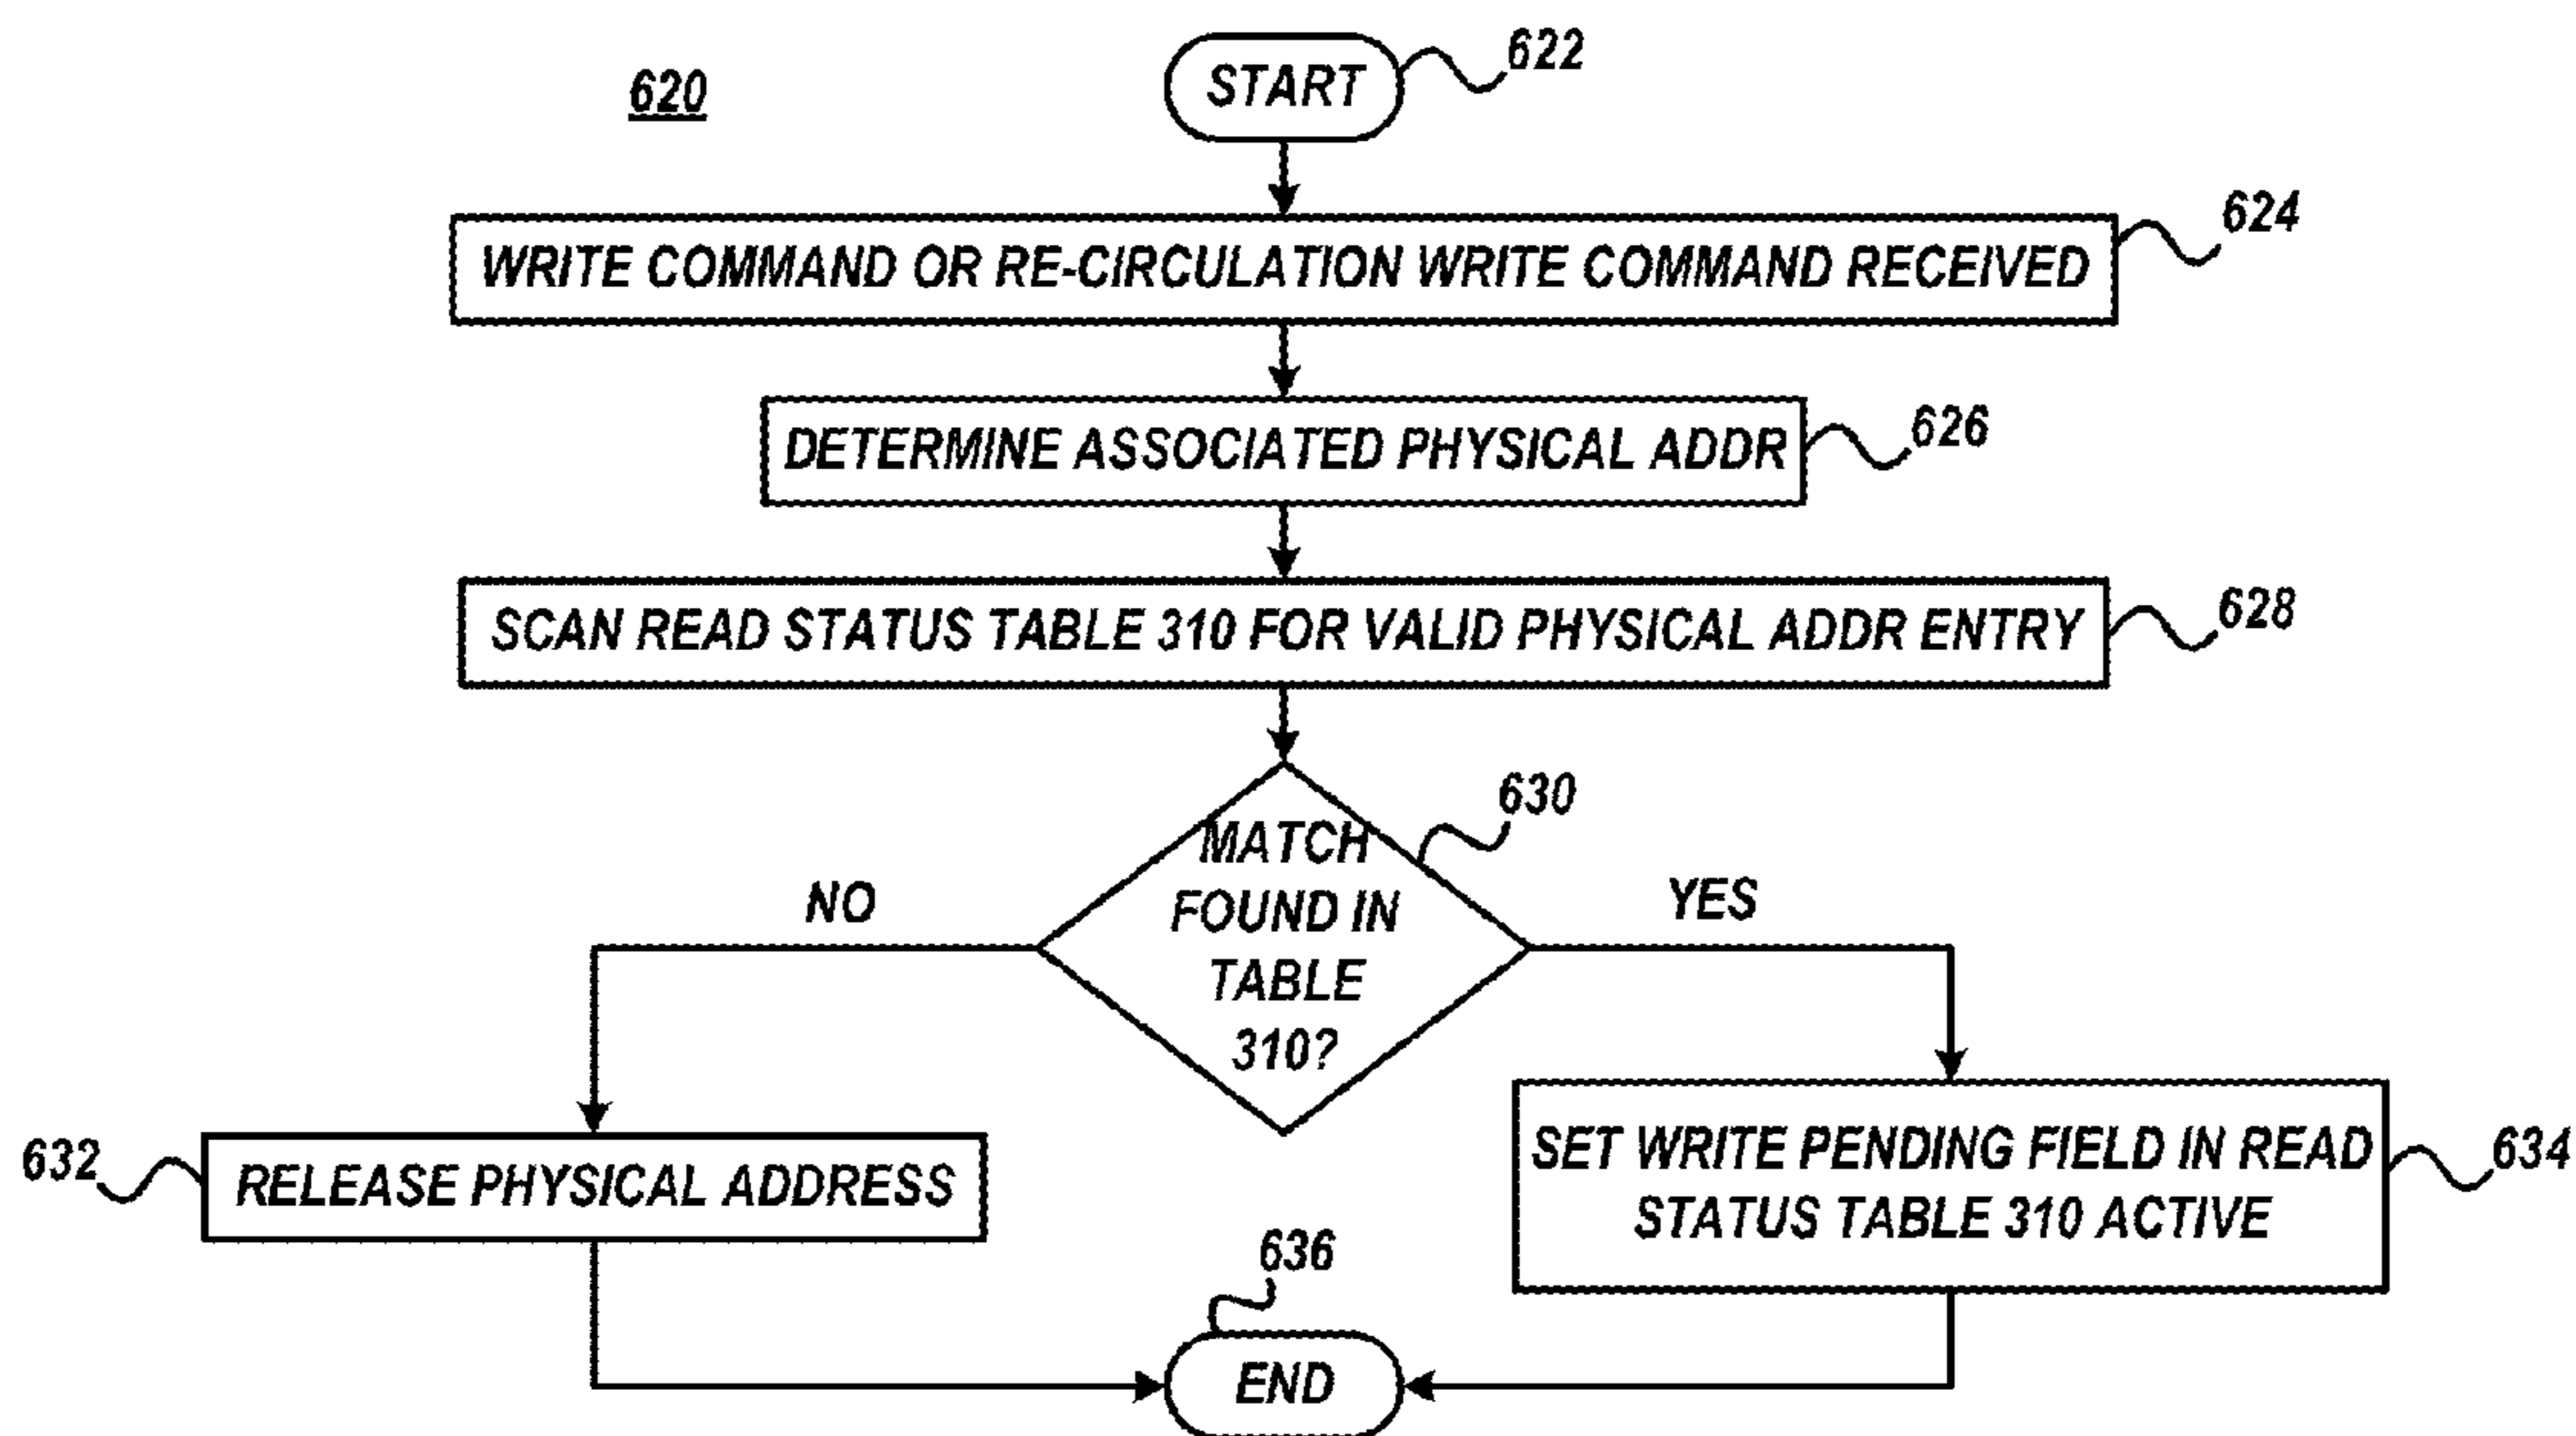 620
START
622
WRITE COMMAND OR RE-CIRCULATION WRITE COMMAND RECEIVED
624
DETERMINE ASSOCIATED PHYSICAL ADDR
626
SCAN READ STATUS TABLE 310 FOR VALID PHYSICAL ADDR ENTRY
628
630
MATCH
FOUND IN
TABLE
310?
NO
YES
632
RELEASE PHYSICAL ADDRESS
SET WRITE PENDING FIELD IN READ
STATUS TABLE 310 ACTIVE
634
636
END